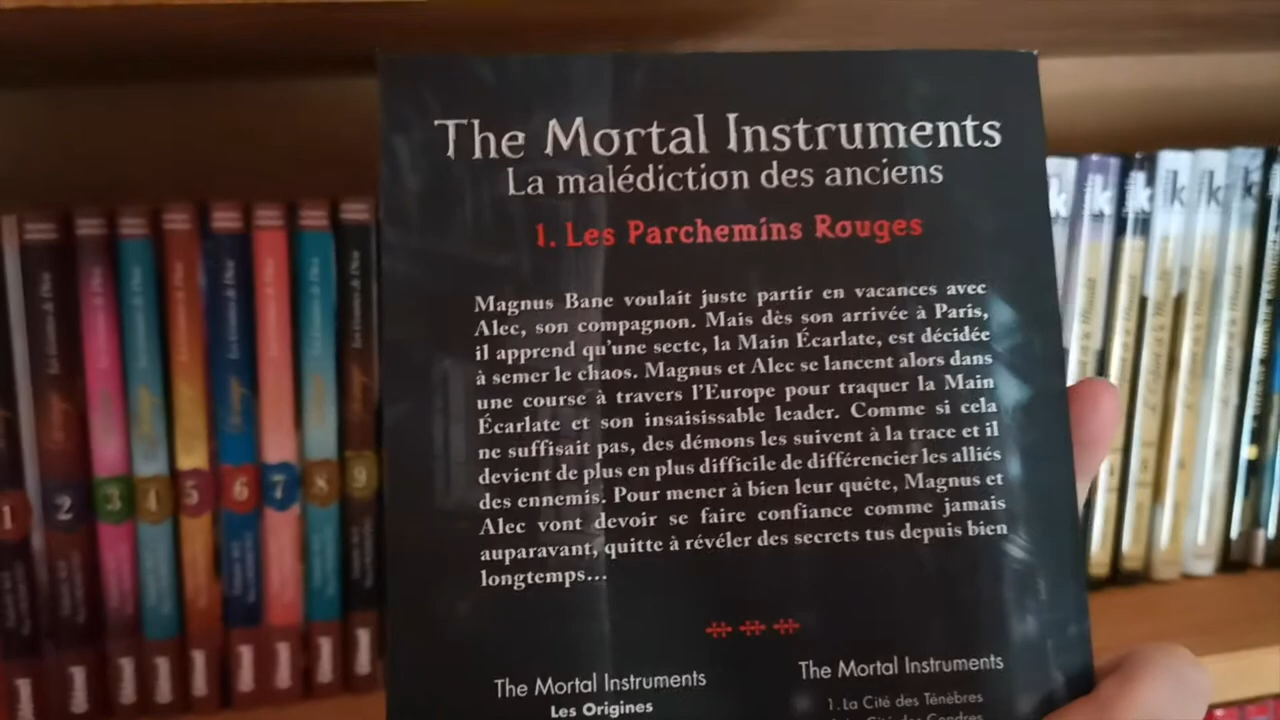 The Mortal Instruments
La malédiction des anciens
1. Les Parchemins Rouges
Magnus Bane voulait juste partir en vacances avec
Alec, son compagnon. Mais dès son arrivée à Paris,
il apprend qu'une secte, la Main Écarlate, est décidée
à semer le chaos. Magnus et Alec se lancent alors dans
une course à travers l'Europe pour traquer la Main
Écarlate et son insaisissable leader. Comme si cela
ne suffisait pas, des démons les suivent à la trace et il
devient de plus en plus difficile de différencier les alliés
des ennemis. Pour mener à bien leur quête, Magnus et
Alec vont devoir se faire confiance comme jamais
auparavant, quitte à révéler des secrets tus depuis bien
longtemps...
The Mortal Instruments
Les Origines
The Mortal Instruments
1. La Cité des Ténèbres
1
2
3
4
5
6
7
8
9